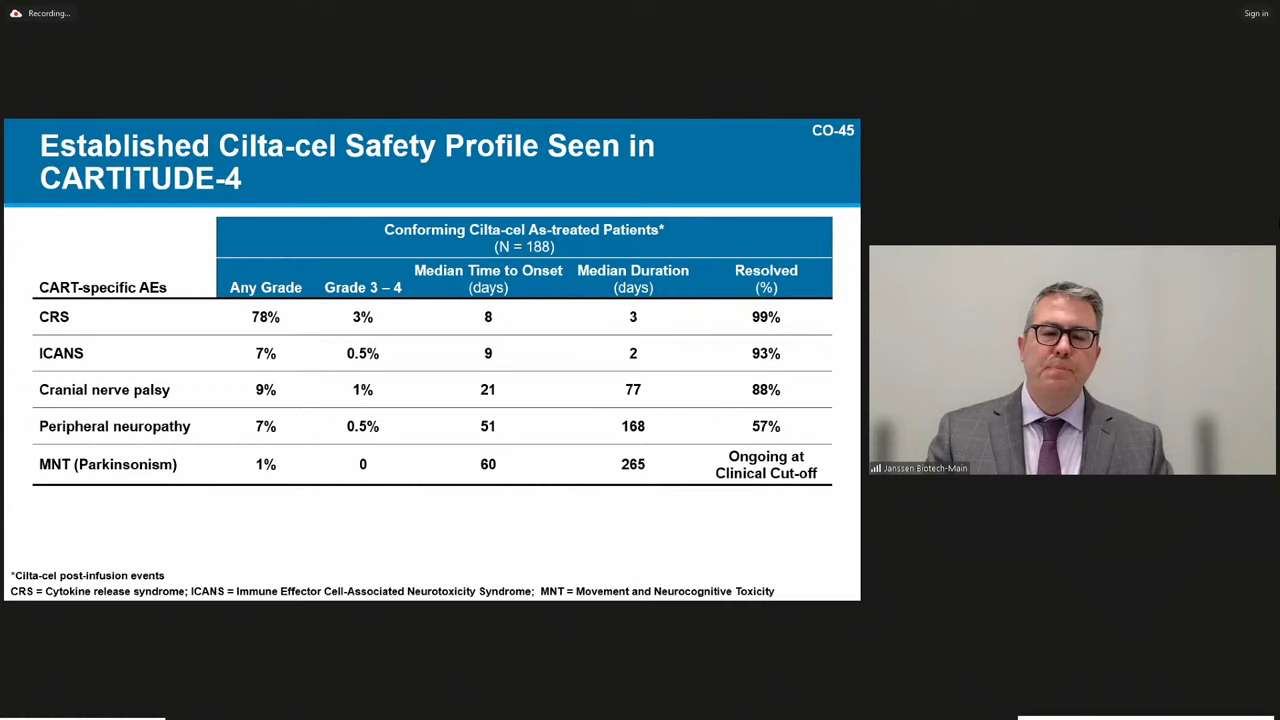 Recording...
Sign in
CO-45
Established Cilta-cel Safety Profile Seen in
CARTITUDE-4
Conforming Cilta-cel As-treated Patients*
(N = 188)
CART-specific AEs Any Grade Grade 3 – 4 Median Time to Onset (days) Median Duration (days) Resolved (%)
CRS 78% 3% 8 3 99%
ICANS 7% 0.5% 9 2 93%
Cranial nerve palsy 9% 1% 21 77 88%
Peripheral neuropathy 7% 0.5% 51 168 57%
MNT (Parkinsonism) 1% 0 60 265 Ongoing at Clinical Cut-off
*Cilta-cel post-infusion events
CRS = Cytokine release syndrome; ICANS = Immune Effector Cell-Associated Neurotoxicity Syndrome; MNT = Movement and Neurocognitive Toxicity
Janssen Biotech-Main